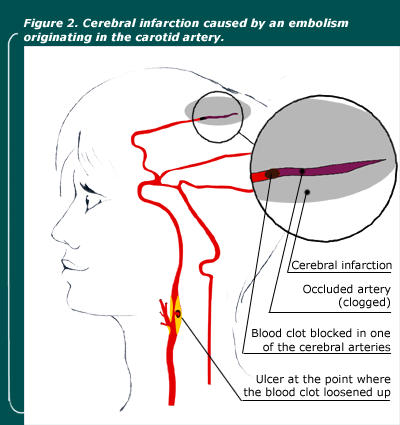 Figure 2. Cerebral infarction caused by an embolism
originating in the carotid artery.
Cerebral infarction
Occluded artery
(clogged)
Blood clot blocked in one
of the cerebral arteries
Ulcer at the point where
the blood clot loosened up